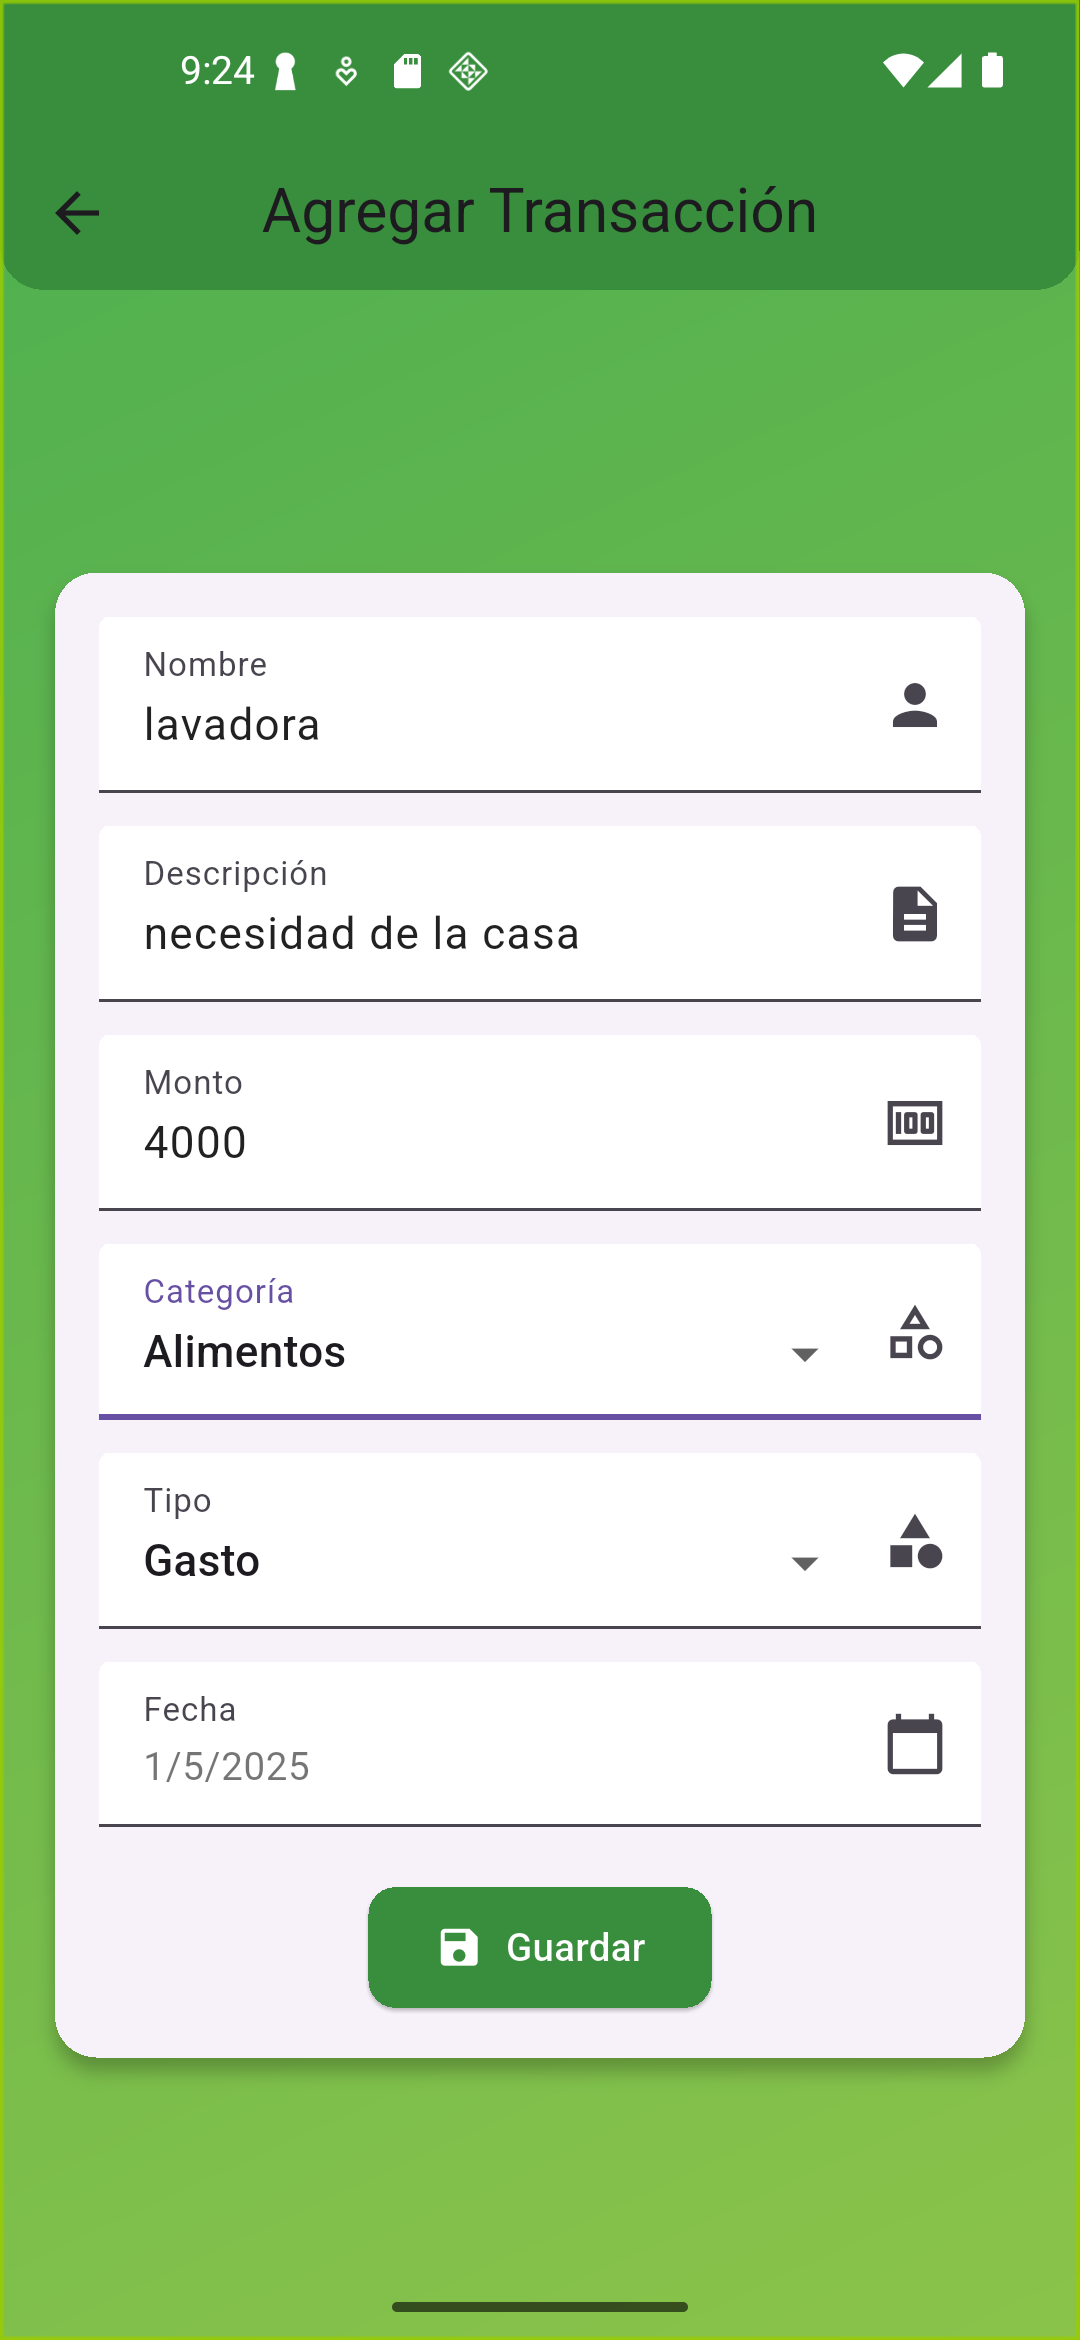 9:24
Agregar Transacción
Nombre
lavadora
Descripción
necesidad de la casa
Monto
4000
Categoría
Alimentos
Tipo
Gasto
Fecha
1/5/2025
Guardar